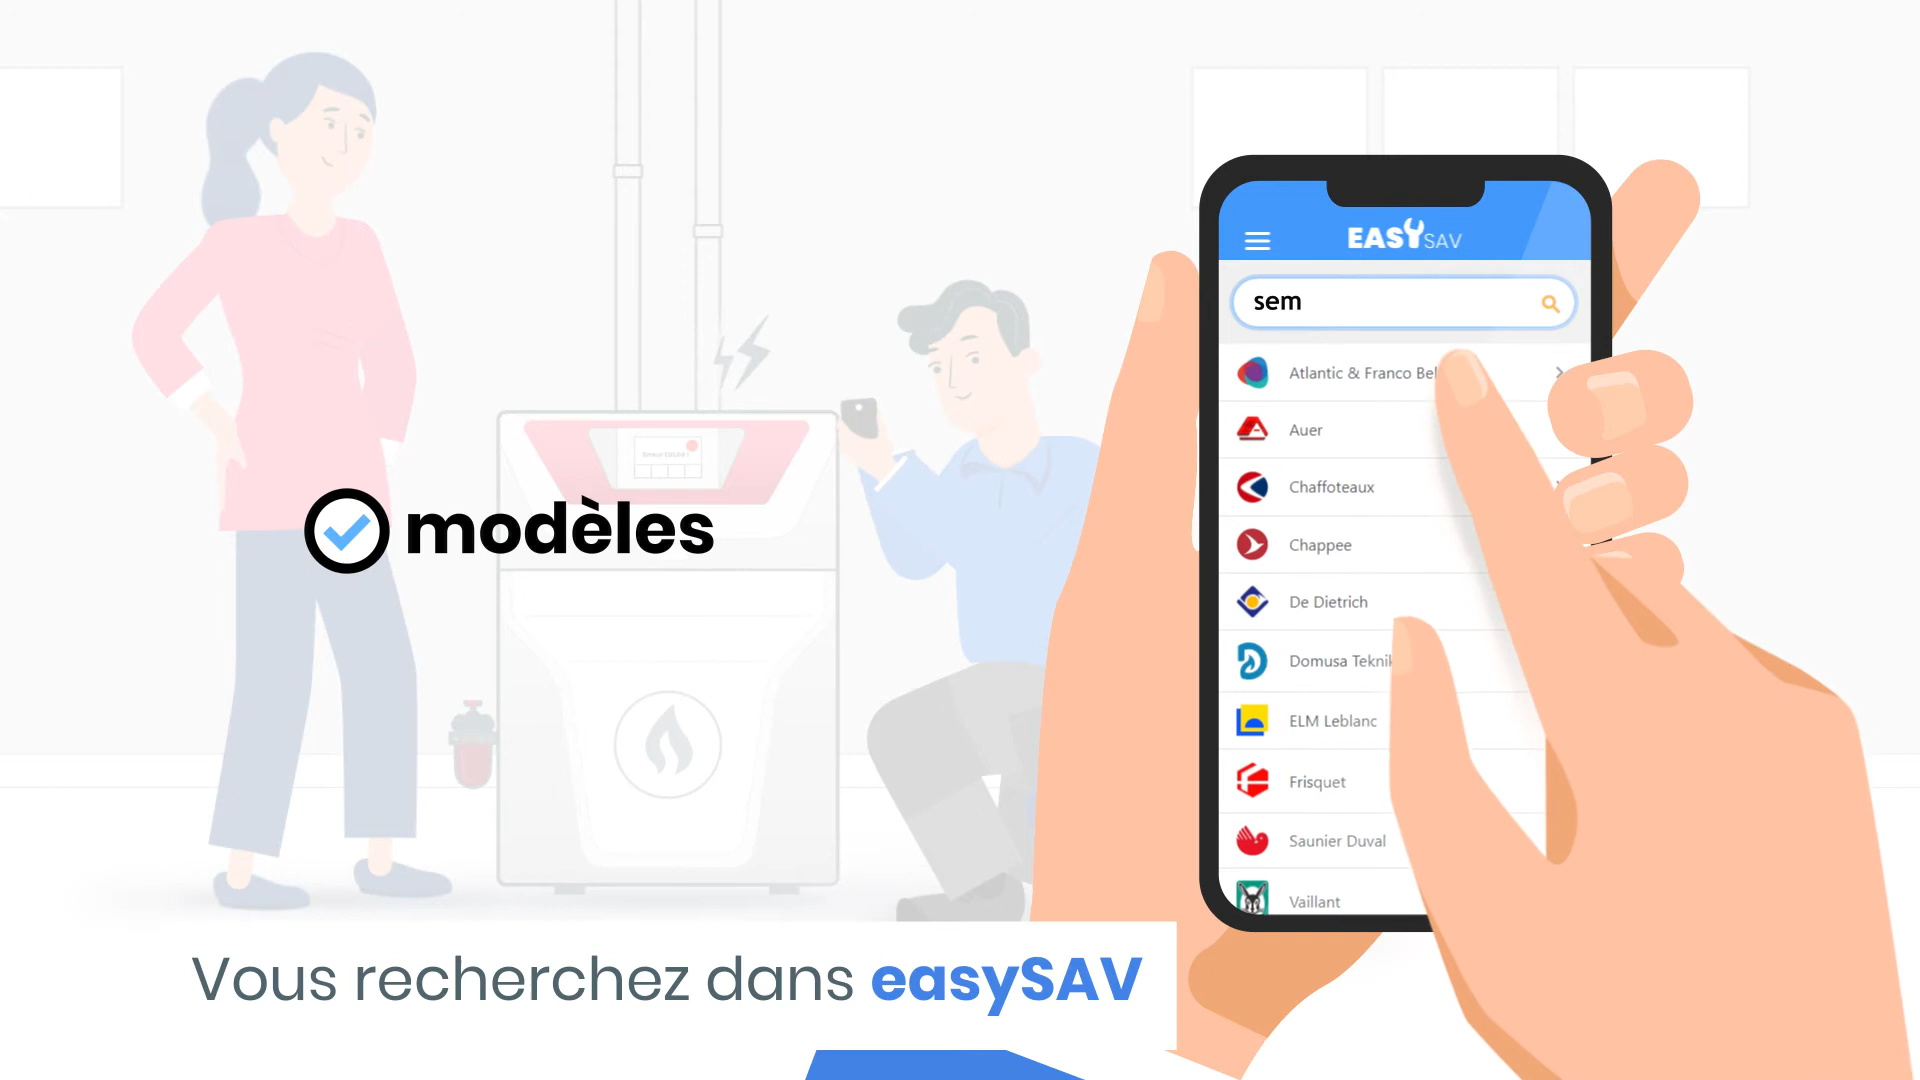 EASYSAV
sem
Atlantic & Franco Bel
Auer
Chaffoteaux
Chappee
De Dietrich
Domusa Teknik
ELM Leblanc
Frisquet
Saunier Duval
Vaillant
modèles
Vous recherchez dans easySAV